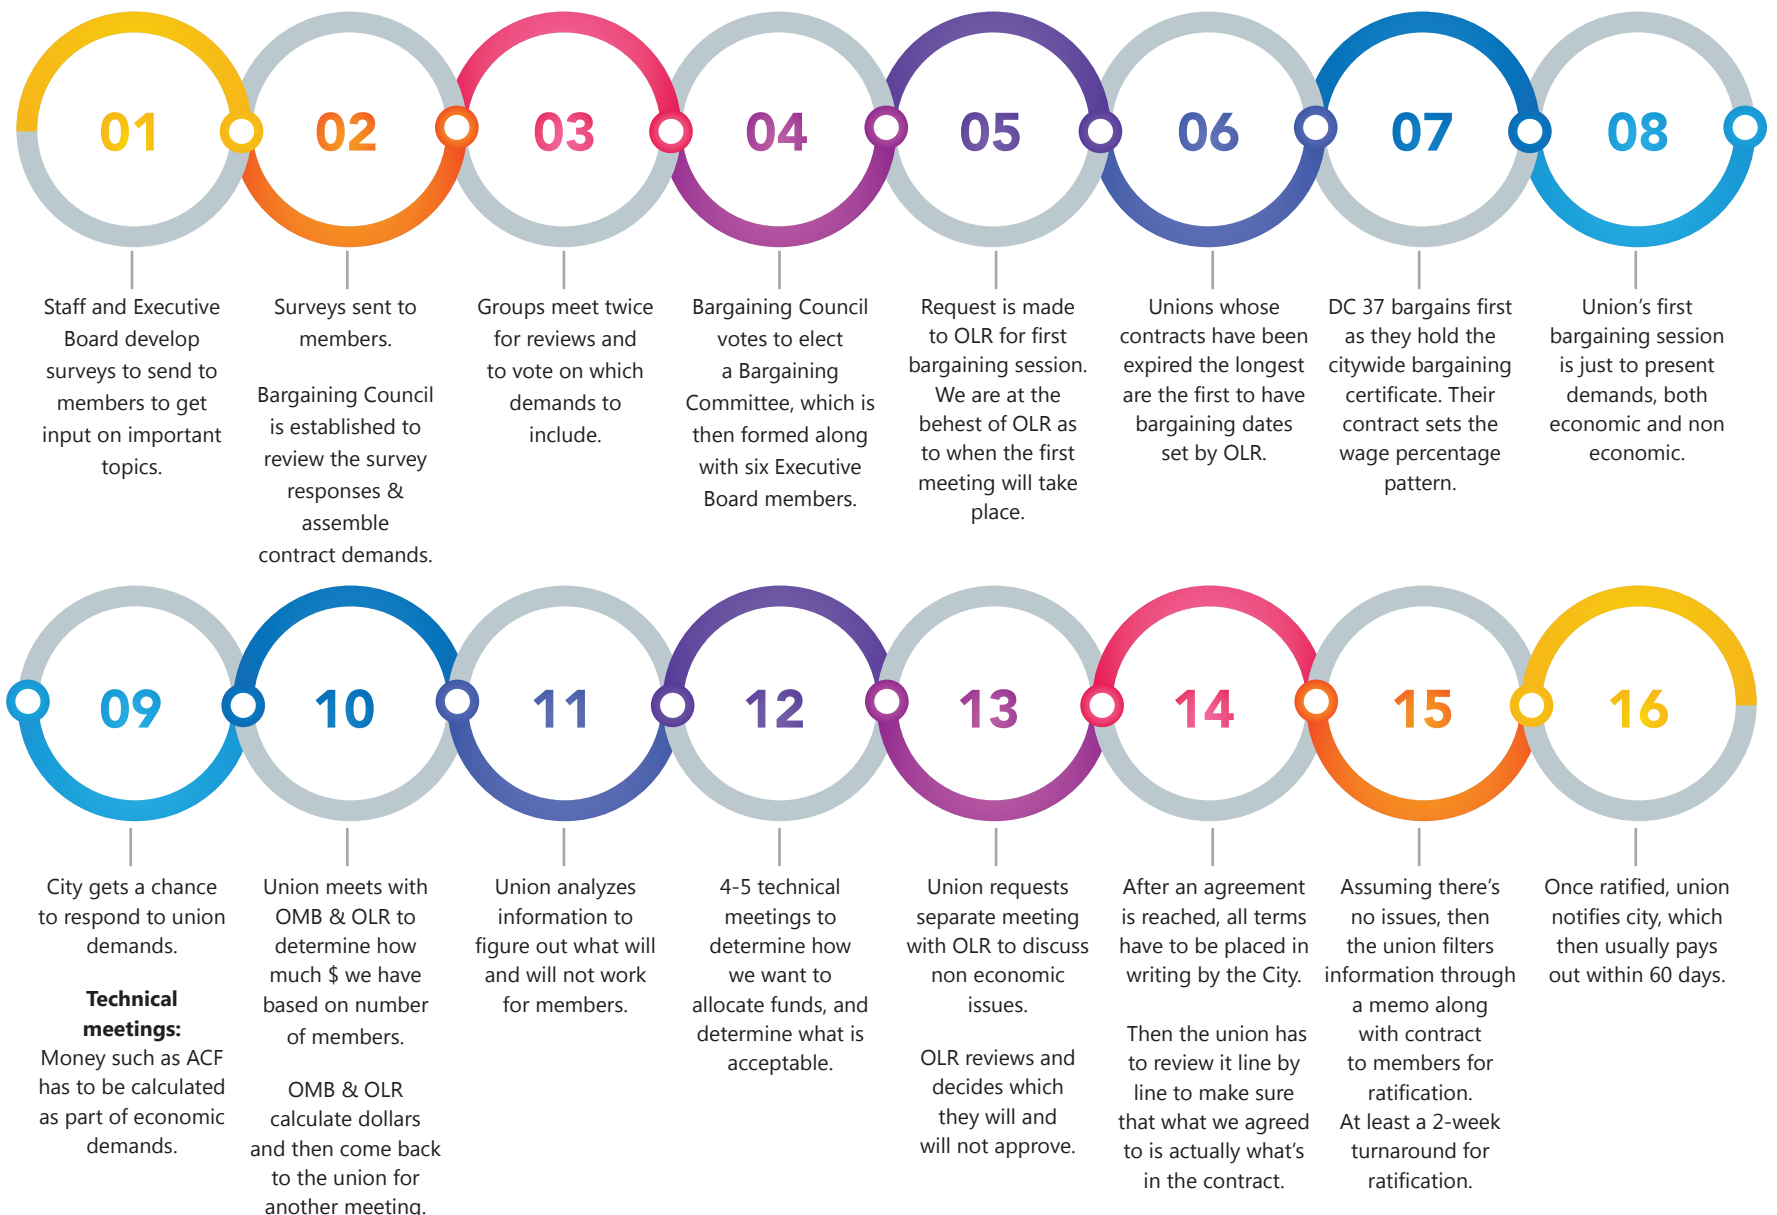 01
Staff and Executive
Board develop
surveys to send to
members to get
input on important
topics.
02
Surveys sent to
members.
Bargaining Council
is established to
review the survey
responses &
assemble
contract demands.
03
Groups meet twice
for reviews and
to vote on which
demands to
include.
04
Bargaining Council
votes to elect
a Bargaining
Committee, which is
then formed along
with six Executive
Board members.
05
Request is made
to OLR for first
bargaining session.
We are at the
behest of OLR as
to when the first
meeting will take
place.
06
Unions whose
contracts have been
expired the longest
are the first to have
bargaining dates
set by OLR.
07
DC 37 bargains first
as they hold the
citywide bargaining
certificate. Their
contract sets the
wage percentage
pattern.
08
Union's first
bargaining session
is just to present
demands, both
economic and non
economic.
09
City gets a chance
to respond to union
demands.
Technical
meetings:
Money such as ACF
has to be calculated
as part of economic
demands.
10
Union meets with
OMB & OLR to
determine how
much $ we have
based on number
of members.
OMB & OLR
calculate dollars
and then come back
to the union for
another meeting.
11
Union analyzes
information to
figure out what will
and will not work
for members.
12
4-5 technical
meetings to
determine how
we want to
allocate funds, and
determine what is
acceptable.
13
Union requests
separate meeting
with OLR to discuss
non economic
issues.
OLR reviews and
decides which
they will and
will not approve.
14
After an agreement
is reached, all terms
have to be placed in
writing by the City.
Then the union has
to review it line by
line to make sure
that what we agreed
to is actually what's
in the contract.
15
Assuming there's
no issues, then
the union filters
information through
a memo along
with contract
to members for
ratification.
At least a 2-week
turnaround for
ratification.
16
Once ratified, union
notifies city, which
then usually pays
out within 60 days.